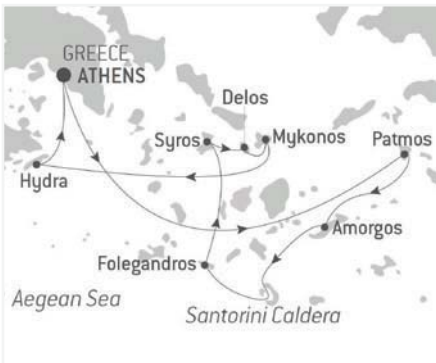 GREECE
ATHENS
Delos
Syros
Mykonos
Patmos
Hydra
Amorgos
Folegandros
Aegean Sea
Santorini Caldera